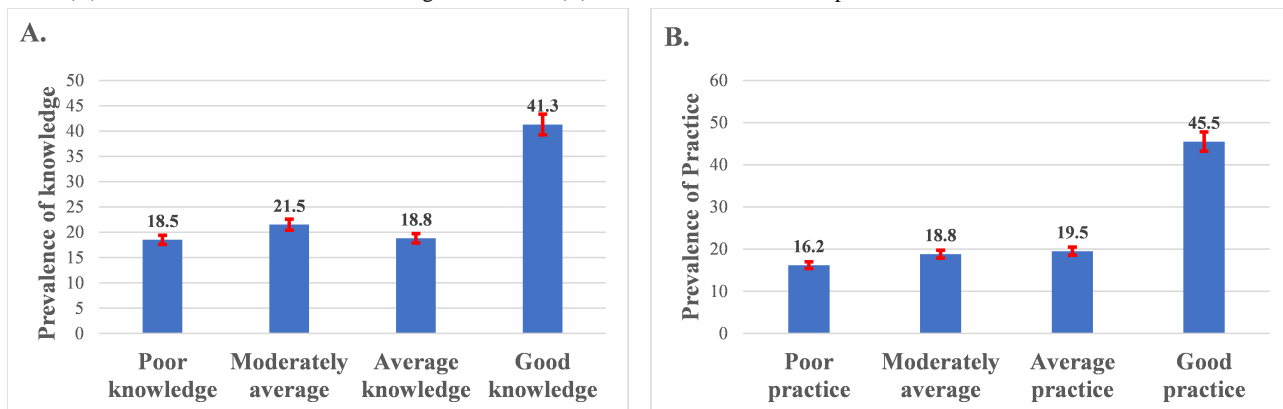 A.
Prevalence of knowledge
50
45
40
35
30
25
20
15
10
5
0
18.5
21.5
18.8
41.3
Poor knowledge
Moderately average
Average knowledge
Good knowledge
B.
Prevalence of Practice
60
50
40
30
20
10
0
16.2
18.8
19.5
45.5
Poor practice
Moderately average
Average practice
Good practice